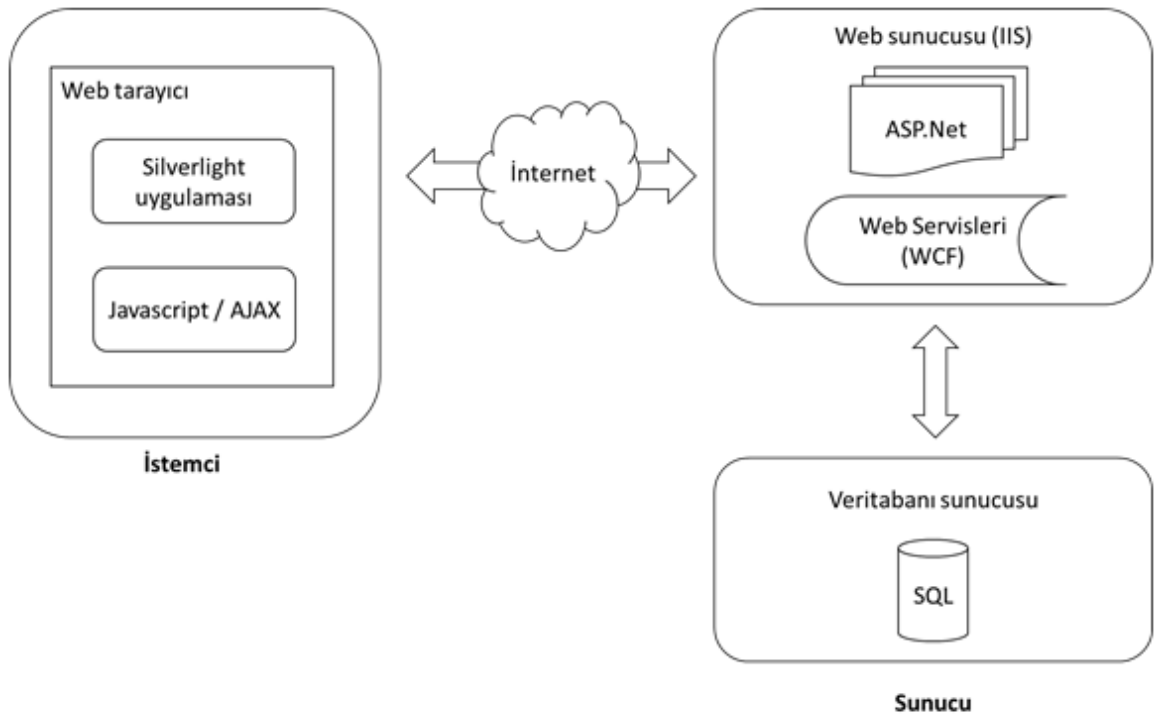 Web tarayıcı
Silverlight
uygulaması
Javascript / AJAX
İstemci
İnternet
Web sunucusu (IIS)
ASP.Net
Web Servisleri
(WCF)
Veritabanı sunucusu
SQL
Sunucu